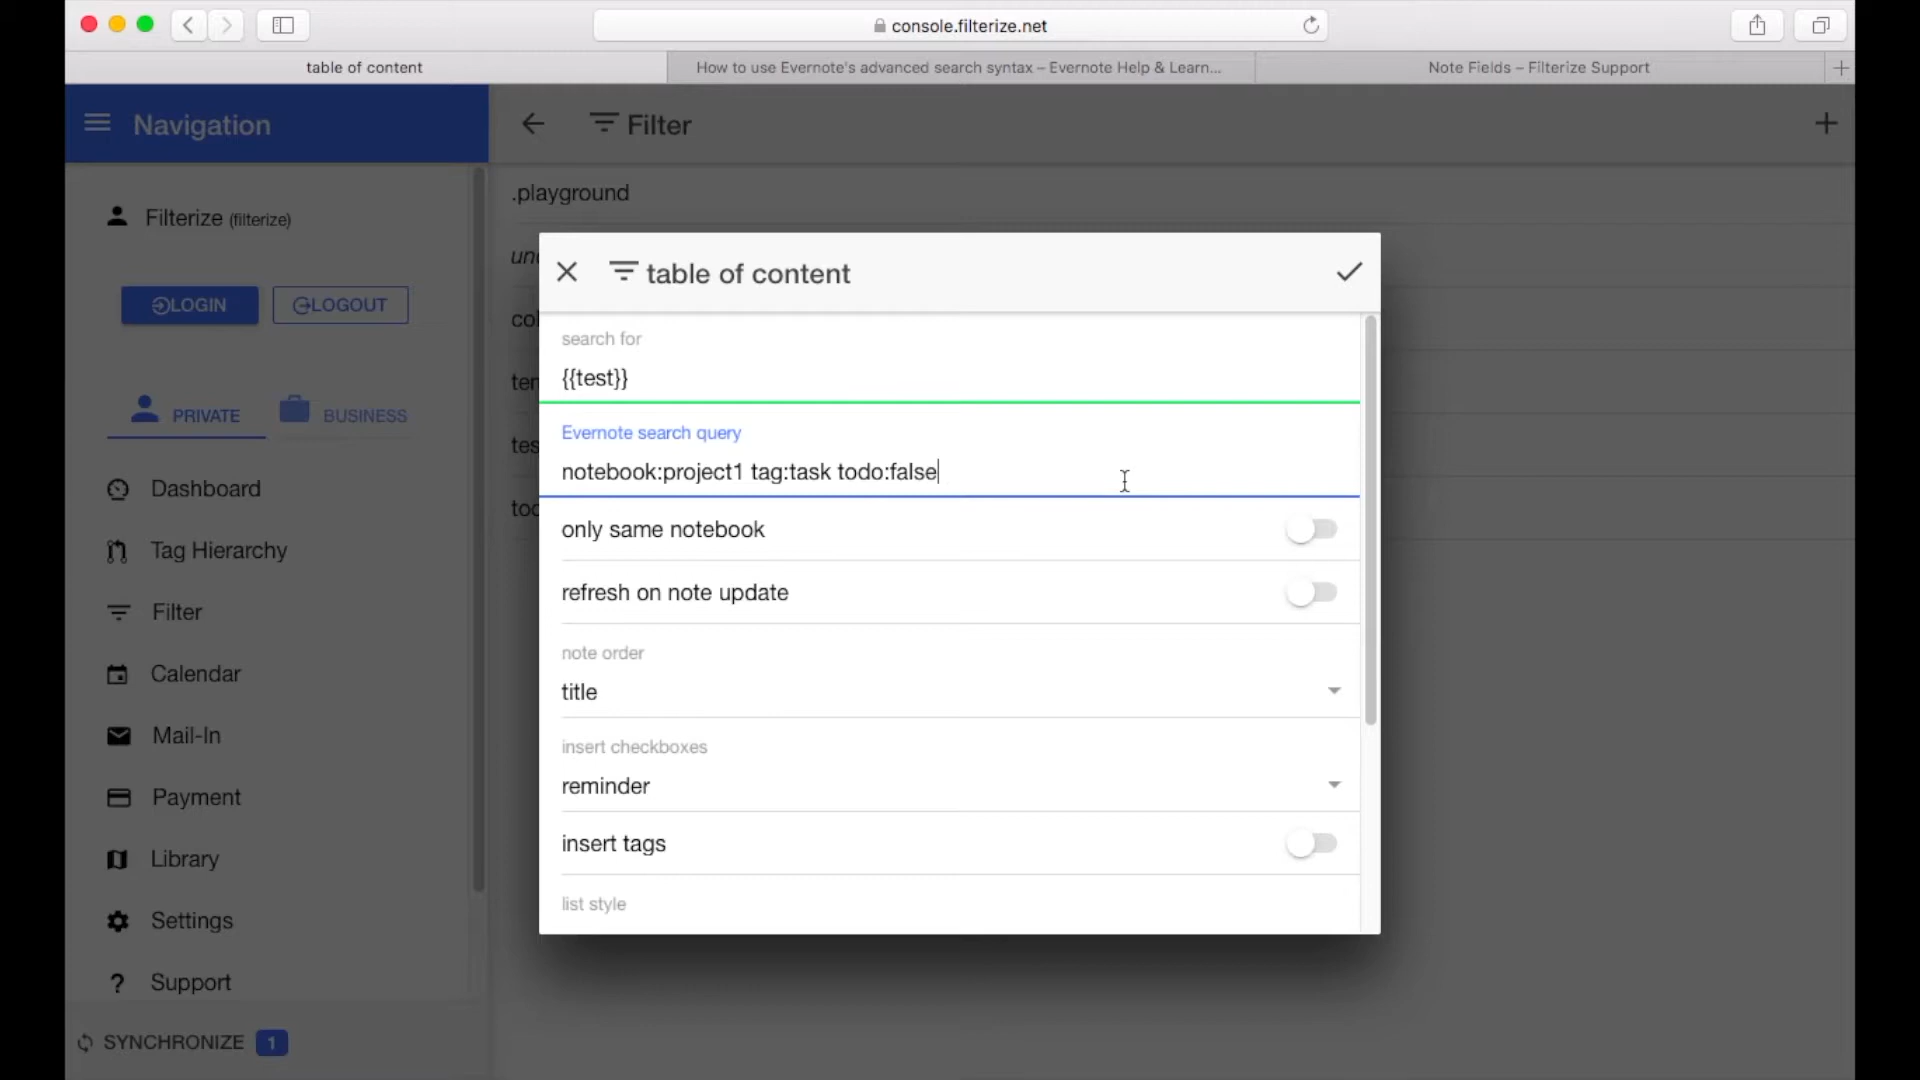 console.filterize.net
table of content
How to use Evernote's advanced search syntax – Evernote Help & Learn...
Note Fields – Filterize Support
Navigation
Filter
Filterize (filterize)
LOGIN
LOGOUT
PRIVATE
BUSINESS
Dashboard
Tag Hierarchy
Filter
Calendar
Mail-In
Payment
Library
Settings
Support
SYNCHRONIZE 1
.playground
table of content
search for
{{test}}
Evernote search query
notebook:project1 tag:task todo:false
only same notebook
refresh on note update
note order
title
insert checkboxes
reminder
insert tags
list style